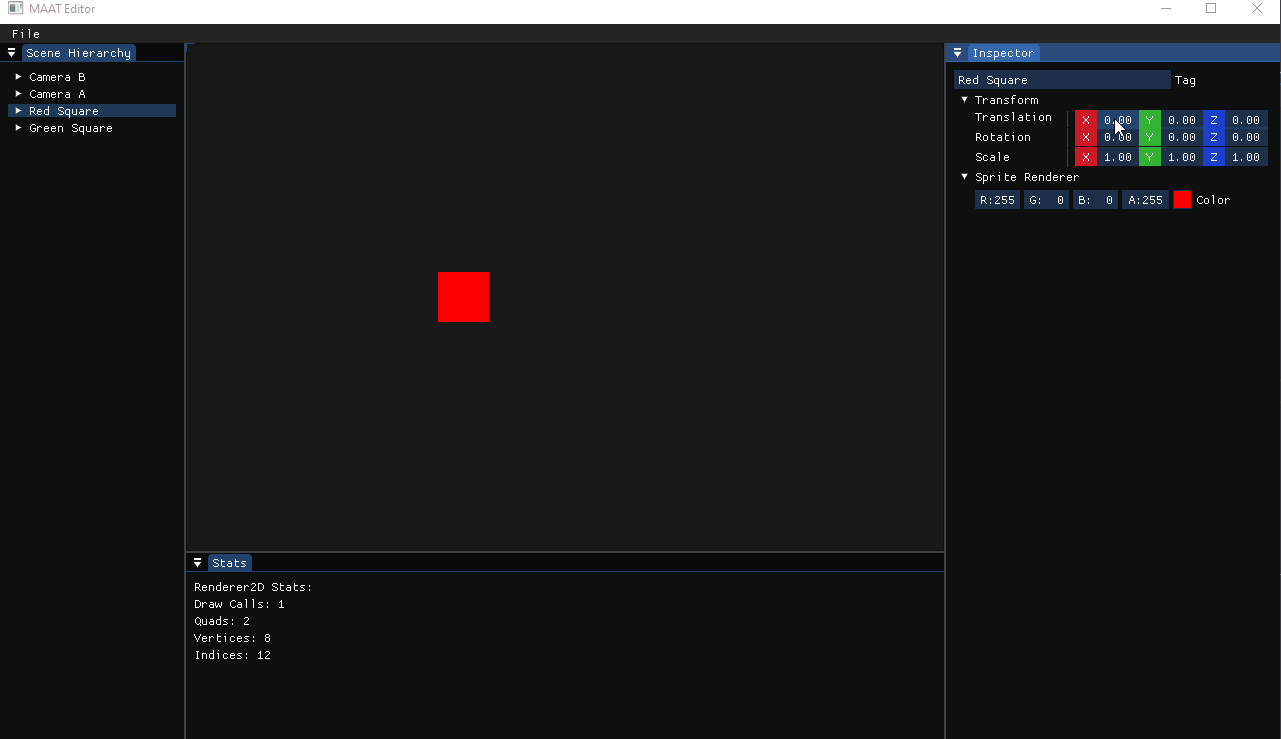 MAAT Editor
File
Scene Hierarchy
Camera B
Camera A
Red Square
Green Square
Inspector
Red Square Tag
Transform
Translation X 0.00 Y 0.00 Z 0.00
Rotation X 0.00 Y 0.00 Z 0.00
Scale X 1.00 Y 1.00 Z 1.00
Sprite Renderer
R:255 G: 0 B: 0 A:255 Color
Stats
Renderer2D Stats:
Draw Calls: 1
Quads: 2
Vertices: 8
Indices: 12